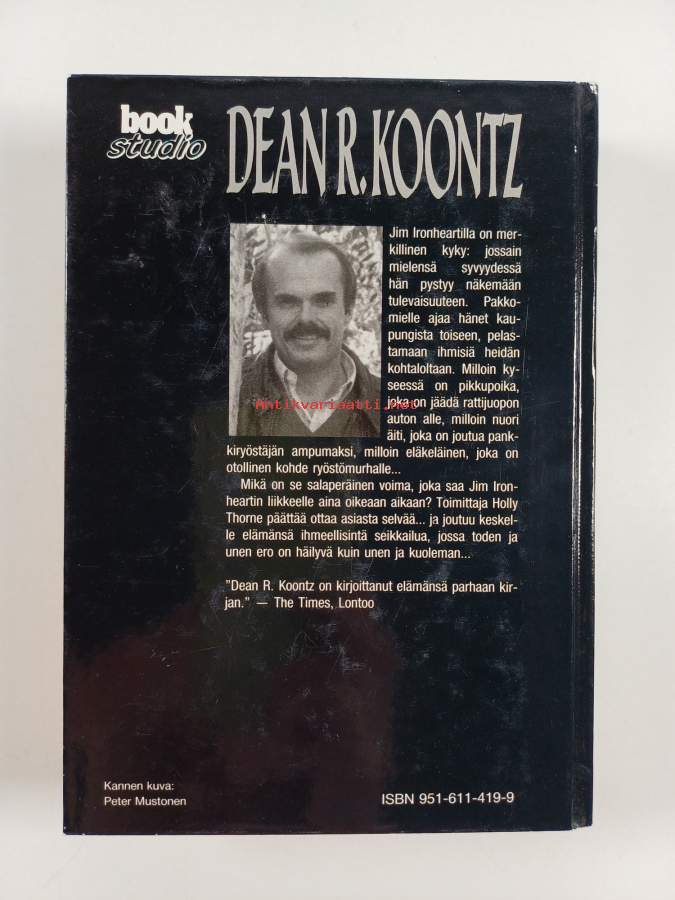 book
studio
DEAN R. KOONTZ
Jim Ironheartilla on mer-
killinen kyky: jossain
mielensä syvyydessä
hän pystyy näkemään
tulevaisuuteen. Pakko-
mielle ajaa hänet kau-
pungista toiseen, pelas-
tamaan ihmisiä heidän
kohtaloltaan. Milloin ky-
seessä on pikkupoika,
joka on jäädä rattijuopon
Antikvariaatti.net
auton alle, milloin nuori
äiti, joka on joutua pank-
kiryöstäjän ampumaksi, milloin eläkeläinen, joka on
otollinen kohde ryöstömurhalle...
Mikä on se salaperäinen voima, joka saa Jim Iron-
heartin liikkeelle aina oikeaan aikaan? Toimittaja Holly
Thorne päättää ottaa asiasta selvää... ja joutuu keskel-
le elämänsä ihmeellisintä seikkailua, jossa toden ja
unen ero on häilyvä kuin unen ja kuoleman...
"Dean R. Koontz on kirjoittanut elämänsä parhaan kir-
jan." — The Times, Lontoo
Kannen kuva:
Peter Mustonen
ISBN 951-611-419-9